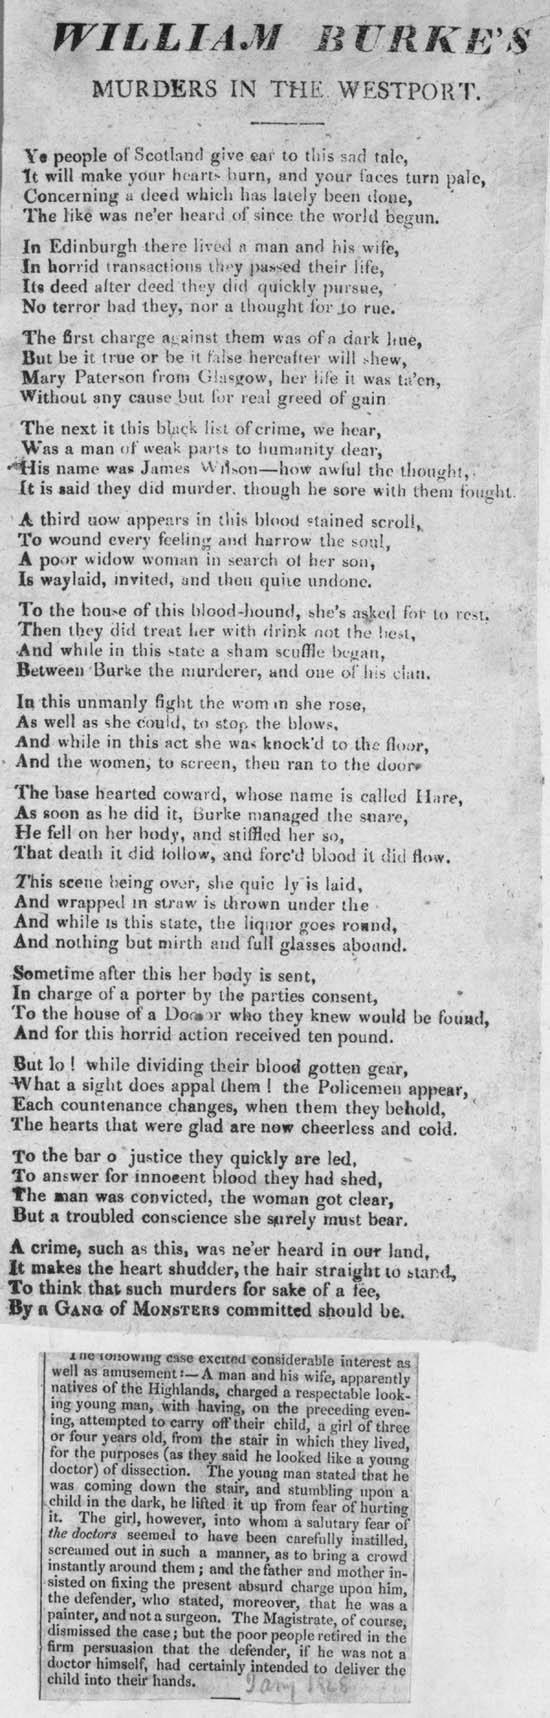 WILLIAM BURKE'S
MURDERS IN THE WESTPORT.
Ye people of Scotland give ear to this sad tale,
It will make your hearts burn, and your faces turn pale,
Concerning a deed which has lately been done,
The like was ne'er heard of since the world begun.
In Edinburgh there lived a man and his wife,
In horrid transactions they passed their life,
Its deed after deed they did quickly pursue,
No terror had they, nor a thought for to rue.
The first charge against them was of a dark hue,
But be it true or be it false hereafter will shew,
Mary Paterson from Glasgow, her life it was ta'en,
Without any cause but for real greed of gain
The next it this black list of crime, we hear,
Was a man of weak parts to humanity dear,
His name was James Wilson—how awful the thought,
It is said they did murder. though he sore with them fought.
A third now appears in this blood stained scroll,
To wound every feeling and harrow the soul,
A poor widow woman in search of her son,
Is waylaid, invited, and then quite undone.
To the house of this blood-hound, she's asked for to rest.
Then they did treat her with drink not the best,
And while in this state a sham scuffle began,
Between Burke the murderer, and one of his clan.
In this unmanly fight the wom n she rose,
As well as she could, to stop the blows,
And while in this act she was knock'd to the floor,
And the women, to screen, then ran to the door
The base hearted coward, whose name is called Hare,
As soon as he did it, Burke managed the snare,
He fell on her body, and stiffled her so,
That death it did follow, and forc'd blood it did flow.
This scene being over, she quic ly is laid,
And wrapped in straw is thrown under the
And while is this state, the liquor goes round,
And nothing but mirth and full glasses abound.
Sometime after this her body is sent,
In charge of a porter by the parties consent,
To the house of a Doctor who they knew would be found,
And for this horrid action received ten pound.
But lo! while dividing their blood gotten gear,
What a sight does appal them! the Policemen appear,
Each countenance changes, when them they behold,
The hearts that were glad are now cheerless and cold.
To the bar o justice they quickly are led,
To answer for innocent blood they had shed,
The man was convicted, the woman got clear,
But a troubled conscience she surely must bear.
A crime, such as this, was ne'er heard in our land,
It makes the heart shudder, the hair straight to stand,
To think that such murders for sake of a fee,
By a GANG of MONSTERS committed should be.
The following case excited considerable interest as
well as amusement:—A man and his wife, apparently
natives of the Highlands, charged a respectable look-
ing young man, with having, on the preceding even-
ing, attempted to carry off their child, a girl of three
or four years old, from the stair in which they lived,
for the purposes (as they said he looked like a young
doctor) of dissection. The young man stated that he
was coming down the stair, and stumbling upon a
child in the dark, he lifted it up from fear of hurting
it. The girl, however, into whom a salutary fear of
the doctors seemed to have been carefully instilled,
screamed out in such a manner, as to bring a crowd
instantly around them; and the father and mother in-
sisted on fixing the present absurd charge upon him,
the defender, who stated, moreover, that he was a
painter, and not a surgeon. The Magistrate, of course,
dismissed the case; but the poor people retired in the
firm persuasion that the defender, if he was not a
doctor himself, had certainly intended to deliver the
child into their hands.